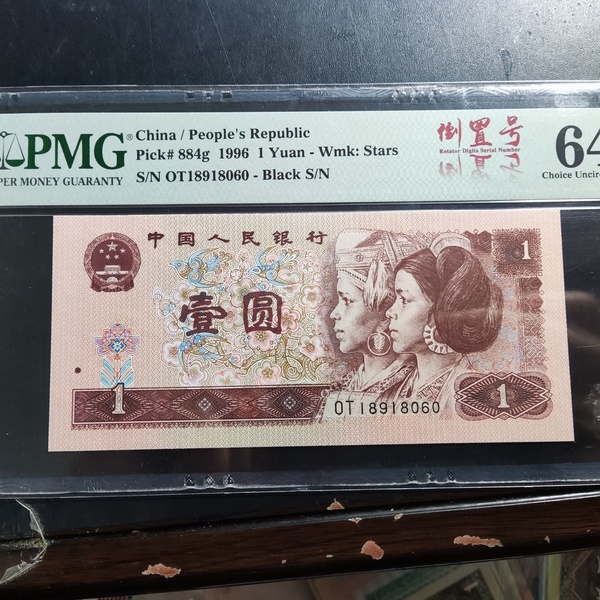 PMG®
PER MONEY GUARANTY
China / People's Republic
Pick# 884g 1996 1 Yuan - Wmk: Stars
S/N OT18918060 - Black S/N
倒置号
Rotator Digits Serial Number
64
Choice Uncirc
中国人民银行
1
壹圆
1
OT18918060
1